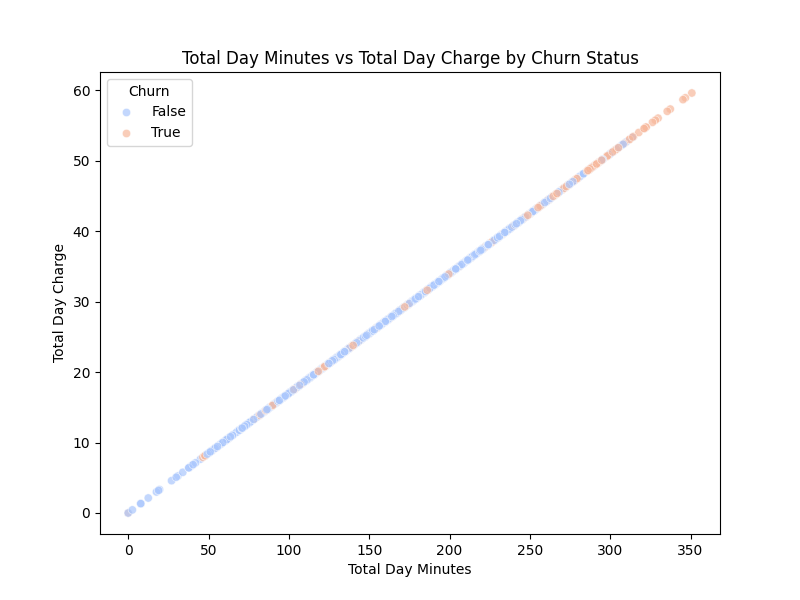 Total Day Minutes vs Total Day Charge by Churn Status
Churn
False
True
60
50
40
30
20
10
0
Total Day Charge
0 50 100 150 200 250 300 350
Total Day Minutes